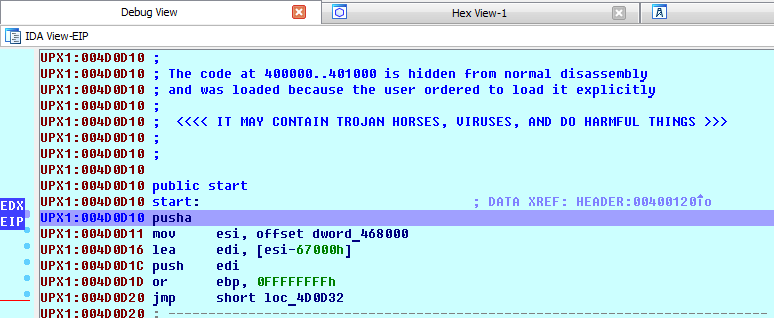 Debug View
Hex View-1
IDA View-EIP
UPX1:004D0D10 ;
UPX1:004D0D10 ; The code at 400000..401000 is hidden from normal disassembly
UPX1:004D0D10 ; and was loaded because the user ordered to load it explicitly
UPX1:004D0D10 ;
UPX1:004D0D10 ;  <<<< IT MAY CONTAIN TROJAN HORSES, VIRUSES, AND DO HARMFUL THINGS >>>
UPX1:004D0D10 ;
UPX1:004D0D10 ;
UPX1:004D0D10
UPX1:004D0D10 public start
UPX1:004D0D10 start: ; DATA XREF: HEADER:00400120↑o
EDX
UPX1:004D0D10 pusha
EIP
UPX1:004D0D11 mov esi, offset dword_468000
UPX1:004D0D16 lea edi, [esi-67000h]
UPX1:004D0D1C push edi
UPX1:004D0D1D or ebp, 0FFFFFFFFh
UPX1:004D0D20 jmp short loc_4D0D32
UPX1:004D0D20 ; ---------------------------------------------------------------------------